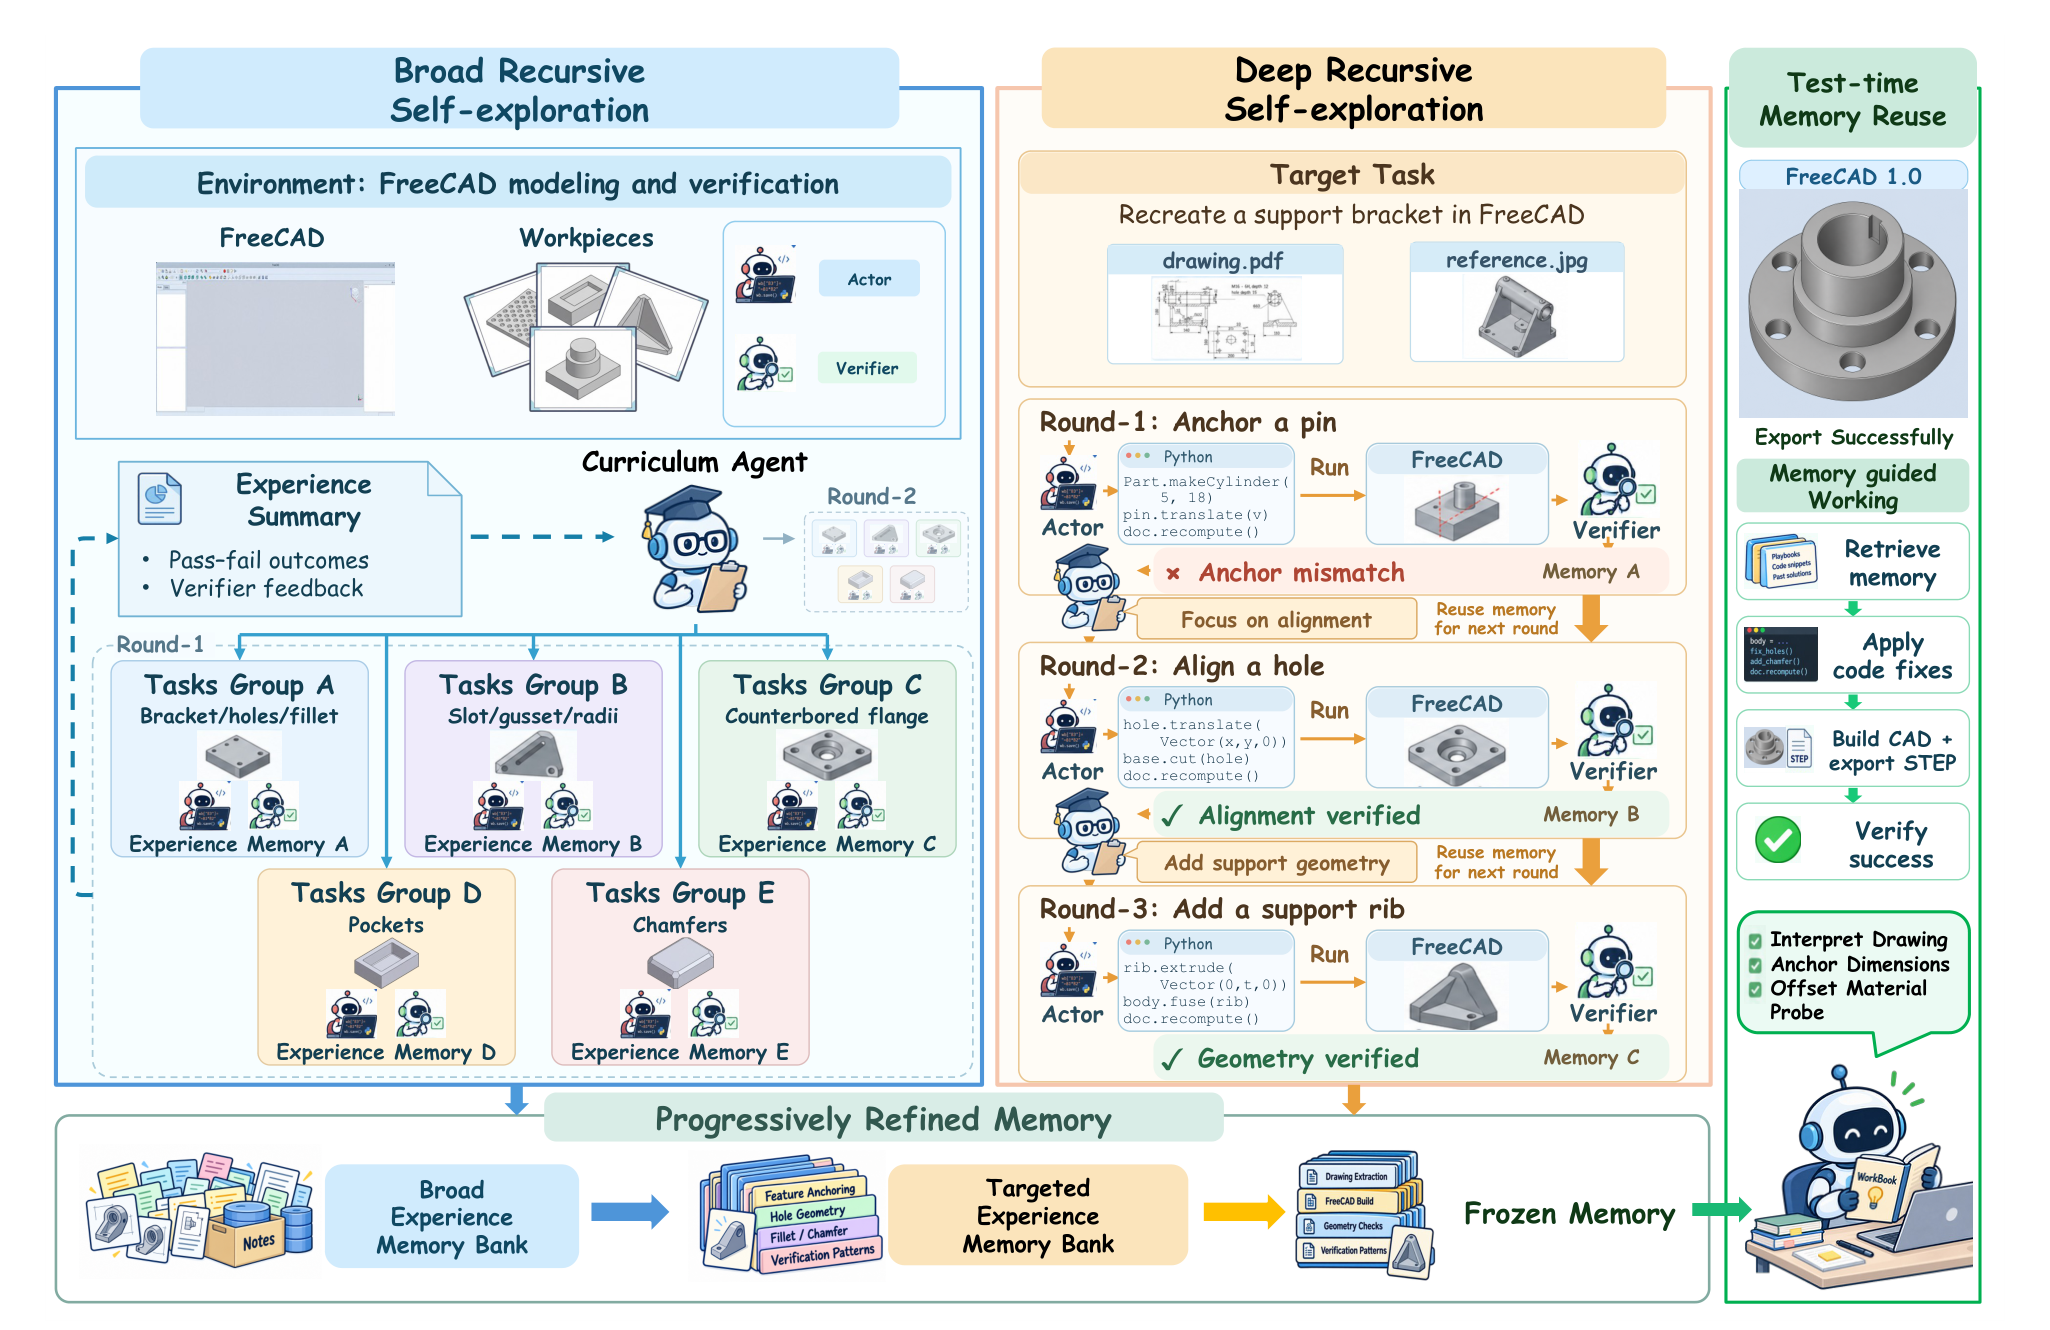 Broad Recursive
Self-exploration
Environment: FreeCAD modeling and verification
FreeCAD
Workpieces
Actor
Verifier
Experience
Summary
• Pass-fail outcomes
• Verifier feedback
Curriculum Agent
Round-2
Round-1
Tasks Group A
Bracket/holes/fillet
Experience Memory A
Tasks Group B
Slot/gusset/radii
Experience Memory B
Tasks Group C
Counterbored flange
Experience Memory C
Tasks Group D
Pockets
Experience Memory D
Tasks Group E
Chamfers
Experience Memory E
Deep Recursive
Self-exploration
Target Task
Recreate a support bracket in FreeCAD
drawing.pdf
reference.jpg
Round-1: Anchor a pin
Actor
Python
Part.makeCylinder(
5, 18)
pin.translate(v)
doc.recompute()
Run
FreeCAD
Verifier
× Anchor mismatch
Memory A
Focus on alignment
Reuse memory
for next round
Round-2: Align a hole
Actor
Python
hole.translate(
Vector(x,y,0))
base.cut(hole)
doc.recompute()
Run
FreeCAD
Verifier
✓ Alignment verified
Memory B
Add support geometry
Reuse memory
for next round
Round-3: Add a support rib
Actor
Python
rib.extrude(
Vector(0,t,0))
body.fuse(rib)
doc.recompute()
Run
FreeCAD
Verifier
✓ Geometry verified
Memory C
Test-time
Memory Reuse
FreeCAD 1.0
Export Successfully
Memory guided
Working
Playbooks
Code snippets
Past solutions
Retrieve
memory
body = ...
fix_holes()
add_chamfer()
doc.recompute()
Apply
code fixes
STEP
Build CAD +
export STEP
Verify
success
Interpret Drawing
Anchor Dimensions
Offset Material
Probe
WorkBook
Progressively Refined Memory
Notes
Broad
Experience
Memory Bank
Feature Anchoring
Hole Geometry
Fillet / Chamfer
Verification Patterns
Targeted
Experience
Memory Bank
Drawing Extraction
FreeCAD Build
Geometry Checks
Verification Patterns
Frozen Memory